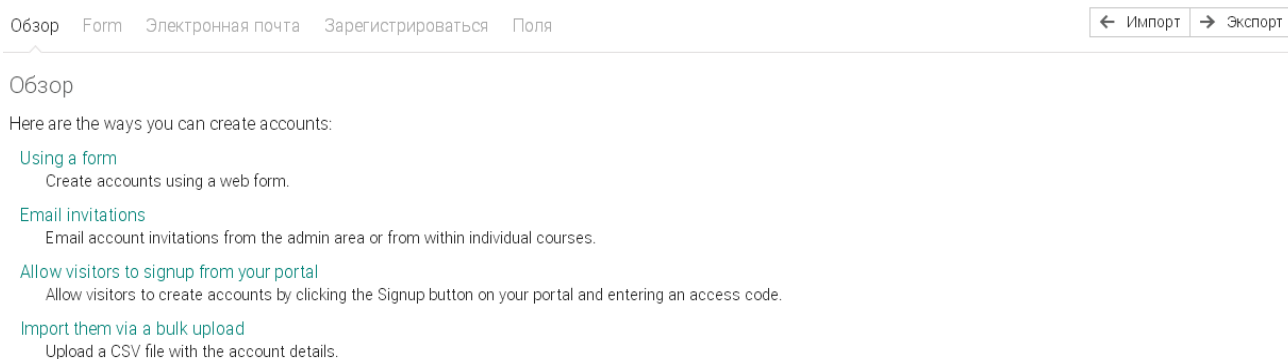 Обзор Form Электронная почта Зарегистрироваться Поля ← Импорт → Экспорт
Обзор
Here are the ways you can create accounts:
Using a form
Create accounts using a web form.
Email invitations
Email account invitations from the admin area or from within individual courses.
Allow visitors to signup from your portal
Allow visitors to create accounts by clicking the Signup button on your portal and entering an access code.
Import them via a bulk upload
Upload a CSV file with the account details.